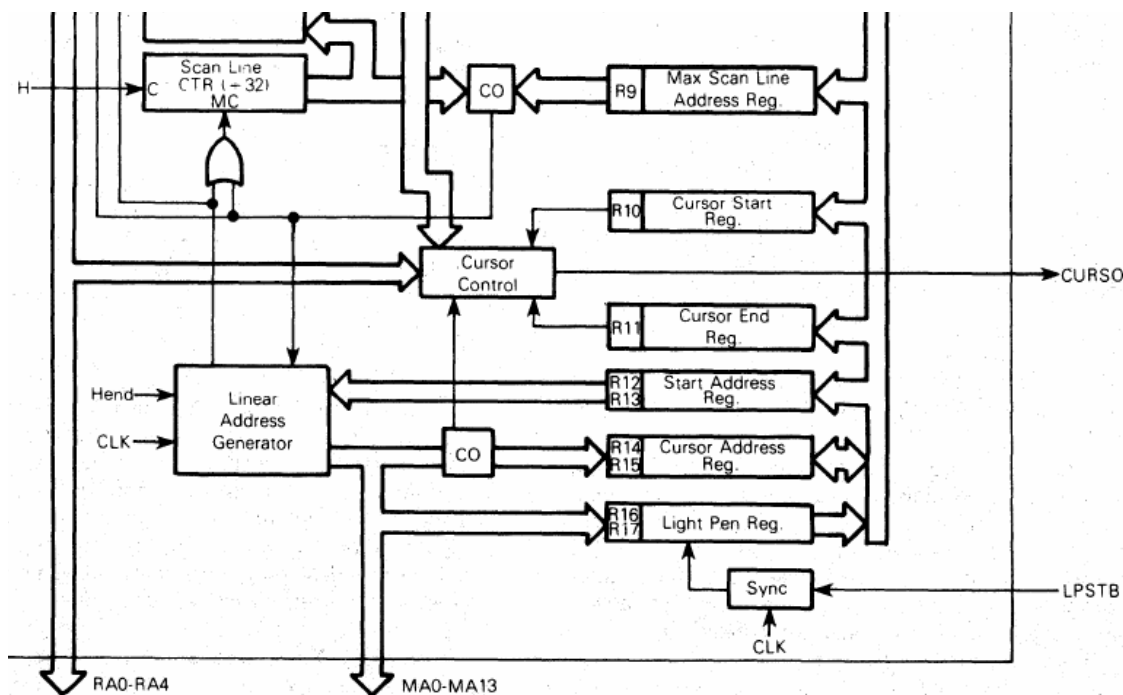 Scan Line
CTR (÷32)
H
C
MC
CO
R9
Max Scan Line
Address Reg.
R10
Cursor Start
Reg.
Cursor
Control
CURSO
R11
Cursor End
Reg.
Hend
CLK
Linear
Address
Generator
R12
R13
Start Address
Reg.
CO
R14
R15
Cursor Address
Reg.
R16
R17
Light Pen Reg.
Sync
LPSTB
CLK
RA0-RA4
MA0-MA13